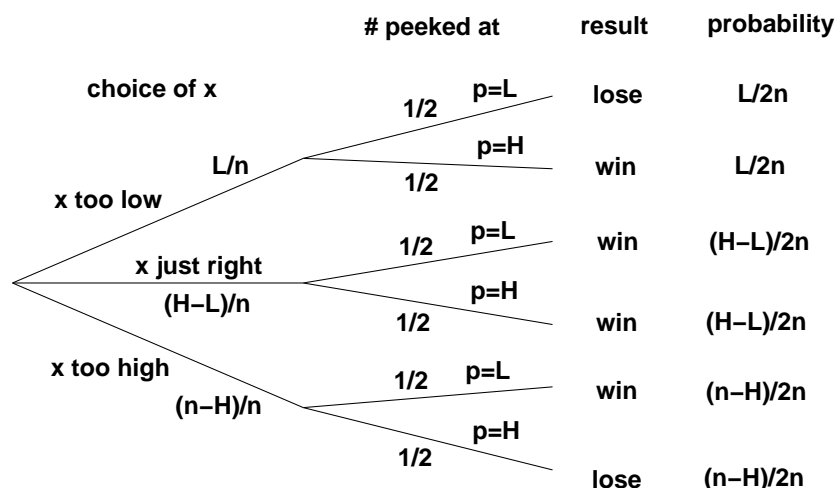 # peeked at result probability
choice of x
1/2 p=L lose L/2n
L/n p=H
1/2 win L/2n
x too low
1/2 p=L win (H−L)/2n
x just right
(H−L)/n p=H
1/2 win (H−L)/2n
x too high
1/2 p=L win (n−H)/2n
(n−H)/n p=H
1/2
lose (n−H)/2n